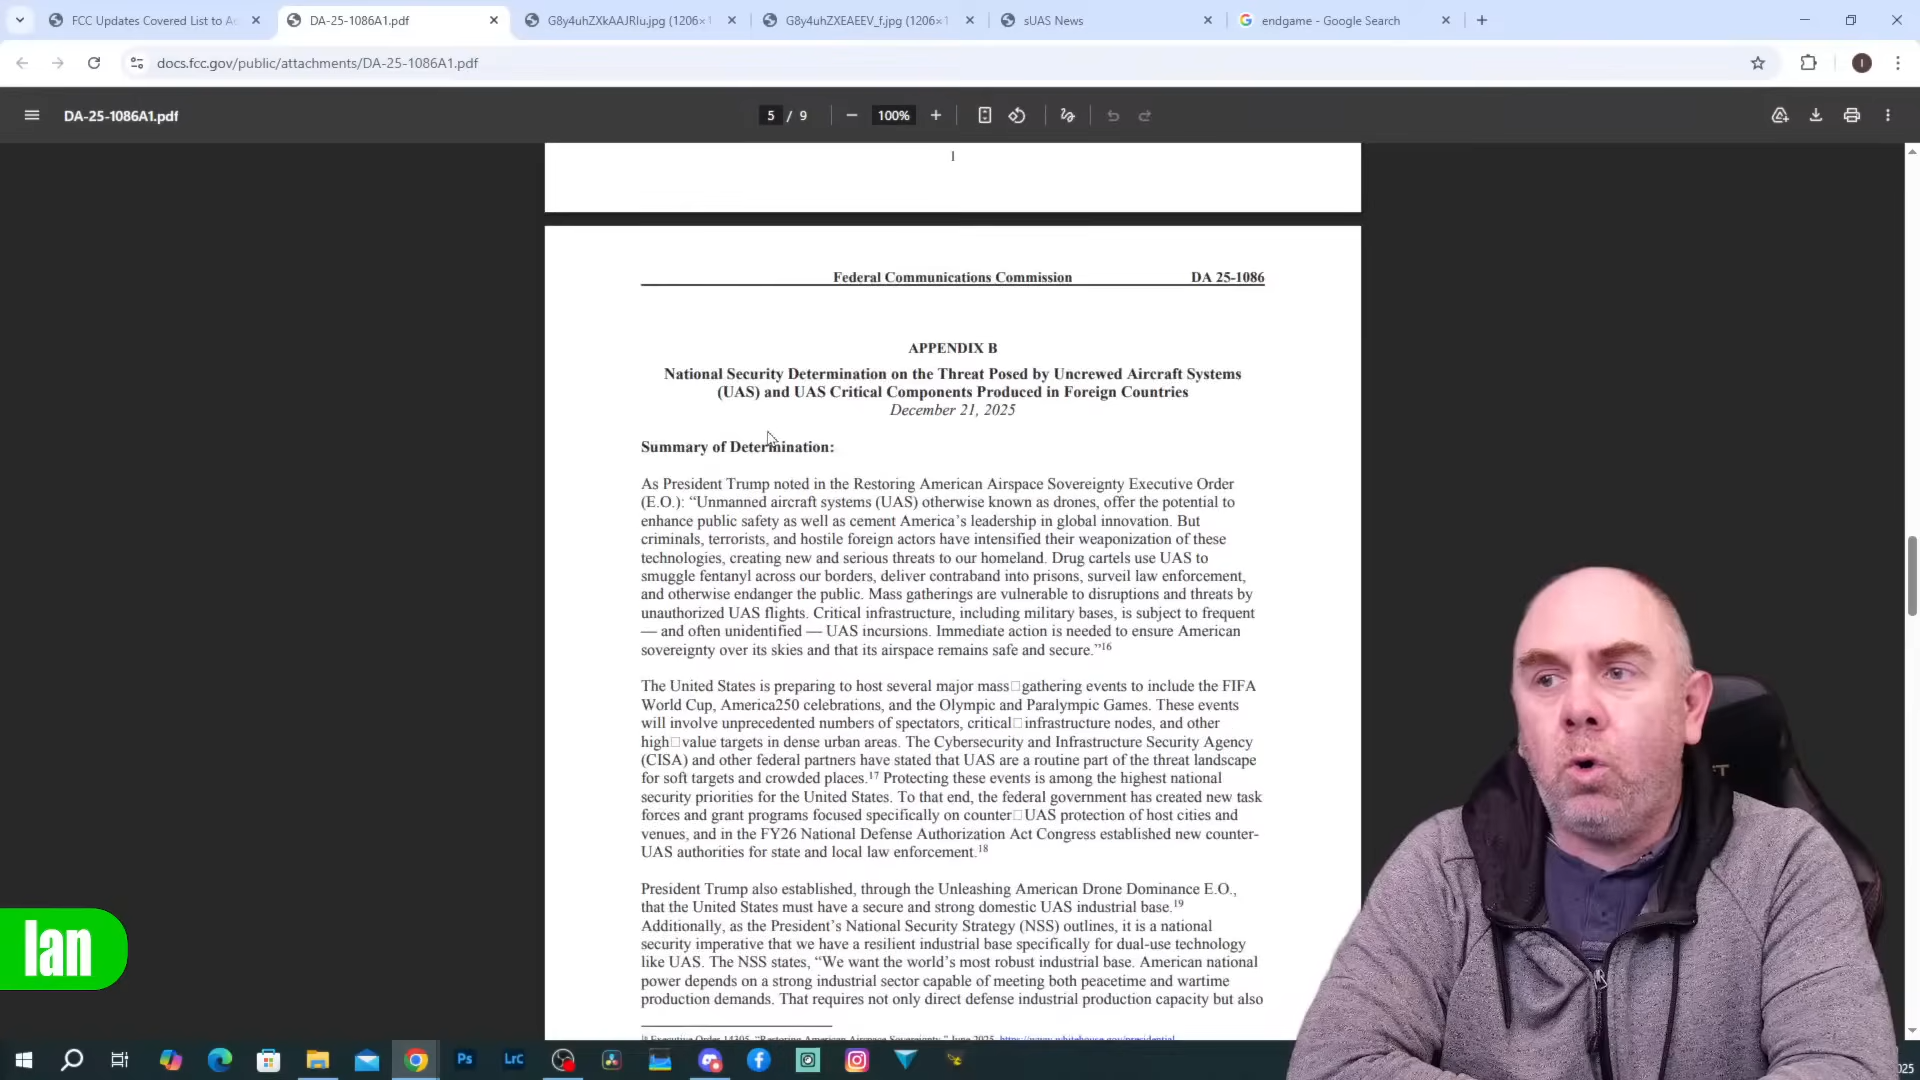 FCC Updates Covered List to A
DA-25-1086A1.pdf
G8y4uhZXkAAJRlu.jpg (1206×1
G8y4uhZXEAEEV_f.jpg (1206×1
sUAS News
endgame - Google Search
docs.fcc.gov/public/attachments/DA-25-1086A1.pdf
I
DA-25-1086A1.pdf
5 / 9
100%
1
Federal Communications Commission DA 25-1086
APPENDIX B
National Security Determination on the Threat Posed by Uncrewed Aircraft Systems
(UAS) and UAS Critical Components Produced in Foreign Countries
December 21, 2025
Summary of Determination:
As President Trump noted in the Restoring American Airspace Sovereignty Executive Order
(E.O.): “Unmanned aircraft systems (UAS) otherwise known as drones, offer the potential to
enhance public safety as well as cement America’s leadership in global innovation. But
criminals, terrorists, and hostile foreign actors have intensified their weaponization of these
technologies, creating new and serious threats to our homeland. Drug cartels use UAS to
smuggle fentanyl across our borders, deliver contraband into prisons, surveil law enforcement,
and otherwise endanger the public. Mass gatherings are vulnerable to disruptions and threats by
unauthorized UAS flights. Critical infrastructure, including military bases, is subject to frequent
— and often unidentified — UAS incursions. Immediate action is needed to ensure American
sovereignty over its skies and that its airspace remains safe and secure.”16
The United States is preparing to host several major mass□gathering events to include the FIFA
World Cup, America250 celebrations, and the Olympic and Paralympic Games. These events
will involve unprecedented numbers of spectators, critical□infrastructure nodes, and other
high□value targets in dense urban areas. The Cybersecurity and Infrastructure Security Agency
(CISA) and other federal partners have stated that UAS are a routine part of the threat landscape
for soft targets and crowded places.17 Protecting these events is among the highest national
security priorities for the United States. To that end, the federal government has created new task
forces and grant programs focused specifically on counter□UAS protection of host cities and
venues, and in the FY26 National Defense Authorization Act Congress established new counter-
UAS authorities for state and local law enforcement.18
President Trump also established, through the Unleashing American Drone Dominance E.O.,
that the United States must have a secure and strong domestic UAS industrial base.19
Additionally, as the President’s National Security Strategy (NSS) outlines, it is a national
security imperative that we have a resilient industrial base specifically for dual-use technology
like UAS. The NSS states, “We want the world’s most robust industrial base. American national
power depends on a strong industrial sector capable of meeting both peacetime and wartime
production demands. That requires not only direct defense industrial production capacity but also
Ian
Ps
LrC